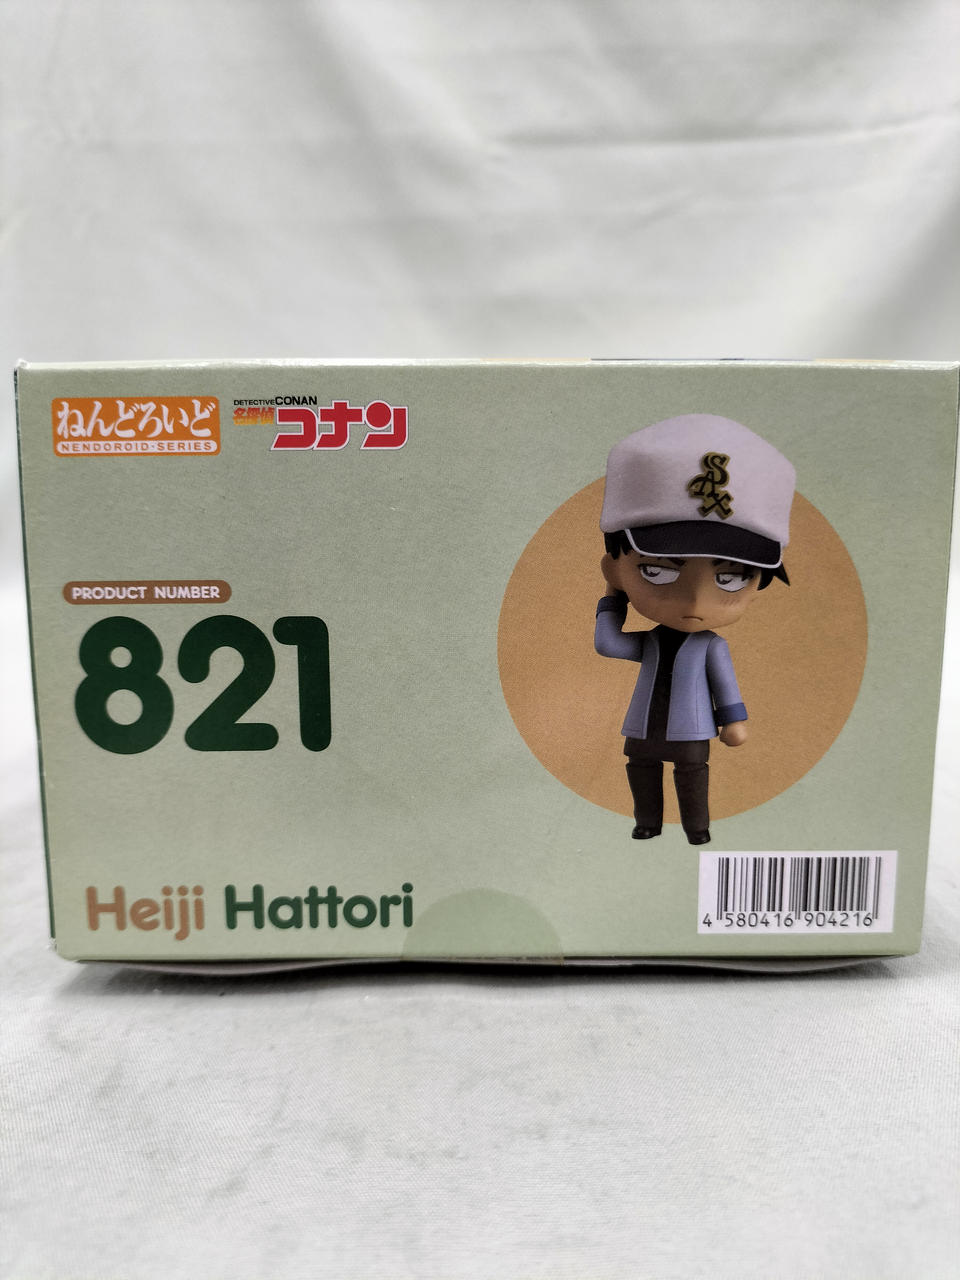 ねんどろいど
NENDOROID-SERIES
DETECTIVE CONAN
名探偵
コナン
SAX
PRODUCT NUMBER
821
Heiji Hattori
4 580416 904216